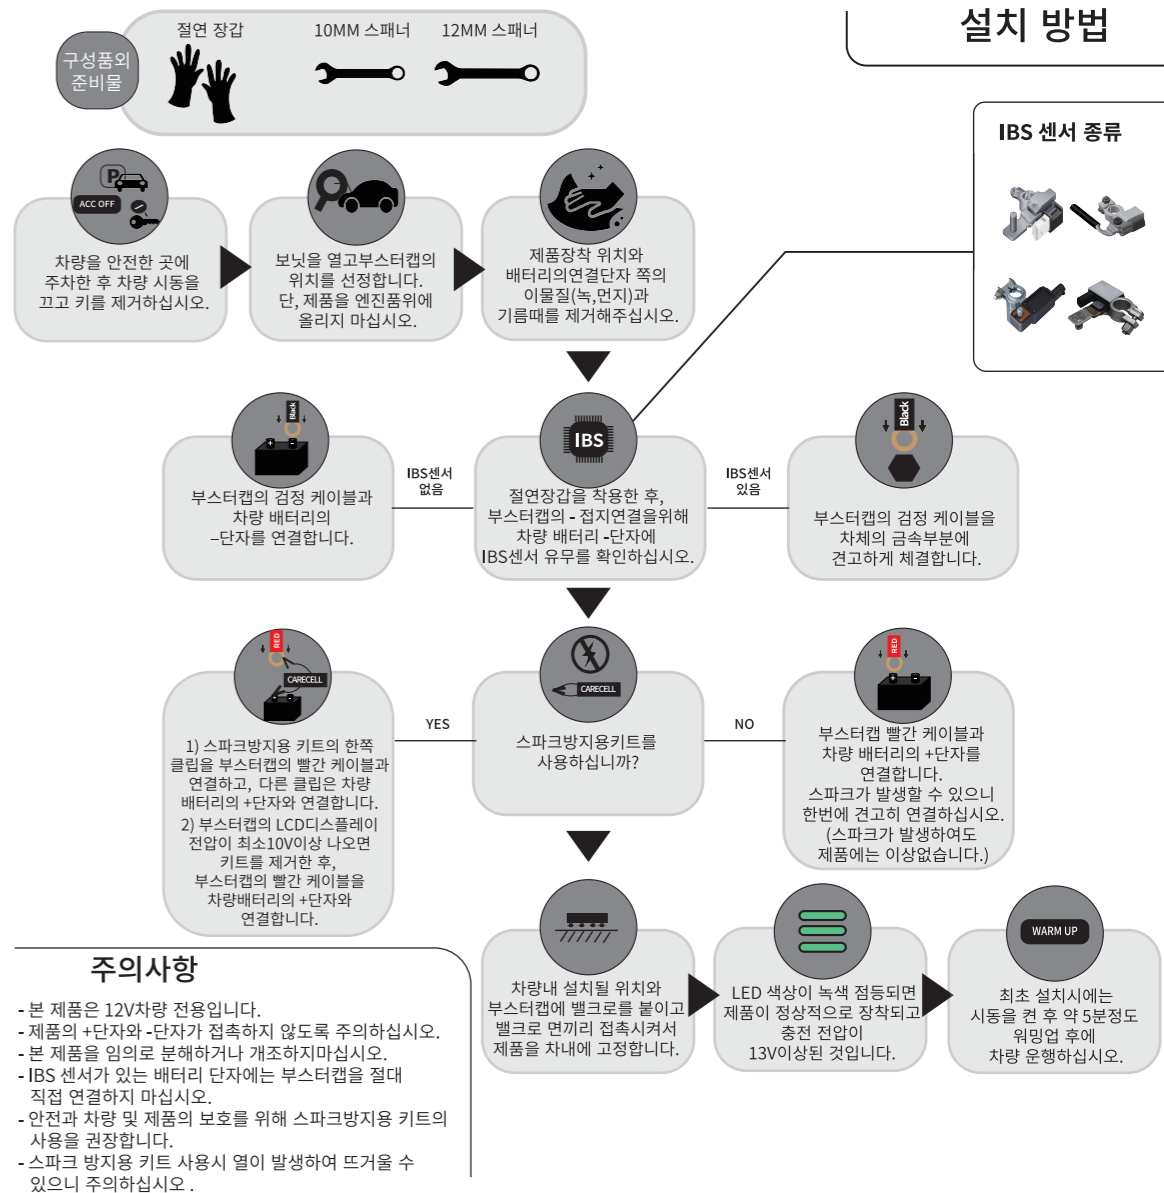 설치 방법
구성품외
준비물
절연 장갑
10MM 스패너
12MM 스패너
IBS 센서 종류
P
ACC OFF
차량을 안전한 곳에
주차한 후 차량 시동을
끄고 키를 제거하십시오.
보닛을 열고부스터캡의
위치를 선정합니다.
단, 제품을 엔진품위에
올리지 마십시오.
제품장착 위치와
배터리의연결단자 쪽의
이물질(녹,먼지)과
기름때를 제거해주십시오.
Black
+ -
부스터캡의 검정 케이블과
차량 배터리의
–단자를 연결합니다.
IBS센서
없음
IBS
절연장갑을 착용한 후,
부스터캡의 - 접지연결을위해
차량 배터리 -단자에
IBS센서 유무를 확인하십시오.
IBS센서
있음
Black
부스터캡의 검정 케이블을
차체의 금속부분에
견고하게 체결합니다.
RED
CARECELL
+ -
1) 스파크방지용 키트의 한쪽
클립을 부스터캡의 빨간 케이블과
연결하고, 다른 클립은 차량
배터리의 +단자와 연결합니다.
2) 부스터캡의 LCD디스플레이
전압이 최소10V이상 나오면
키트를 제거한 후,
부스터캡의 빨간 케이블을
차량배터리의 +단자와
연결합니다.
YES
CARECELL
스파크방지용키트를
사용하십니까?
NO
RED
+ -
부스터캡 빨간 케이블과
차량 배터리의 +단자를
연결합니다.
스파크가 발생할 수 있으니
한번에 견고히 연결하십시오.
(스파크가 발생하여도
제품에는 이상없습니다.)
차량내 설치될 위치와
부스터캡에 밸크로를 붙이고
밸크로 면끼리 접촉시켜서
제품을 차내에 고정합니다.
LED 색상이 녹색 점등되면
제품이 정상적으로 장착되고
충전 전압이
13V이상된 것입니다.
WARM UP
최초 설치시에는
시동을 켠 후 약 5분정도
워밍업 후에
차량 운행하십시오.
주의사항
- 본 제품은 12V차량 전용입니다.
- 제품의 +단자와 -단자가 접촉하지 않도록 주의하십시오.
- 본 제품을 임의로 분해하거나 개조하지마십시오.
- IBS 센서가 있는 배터리 단자에는 부스터캡을 절대
직접 연결하지 마십시오.
- 안전과 차량 및 제품의 보호를 위해 스파크방지용 키트의
사용을 권장합니다.
- 스파크 방지용 키트 사용시 열이 발생하여 뜨거울 수
있으니 주의하십시오 .